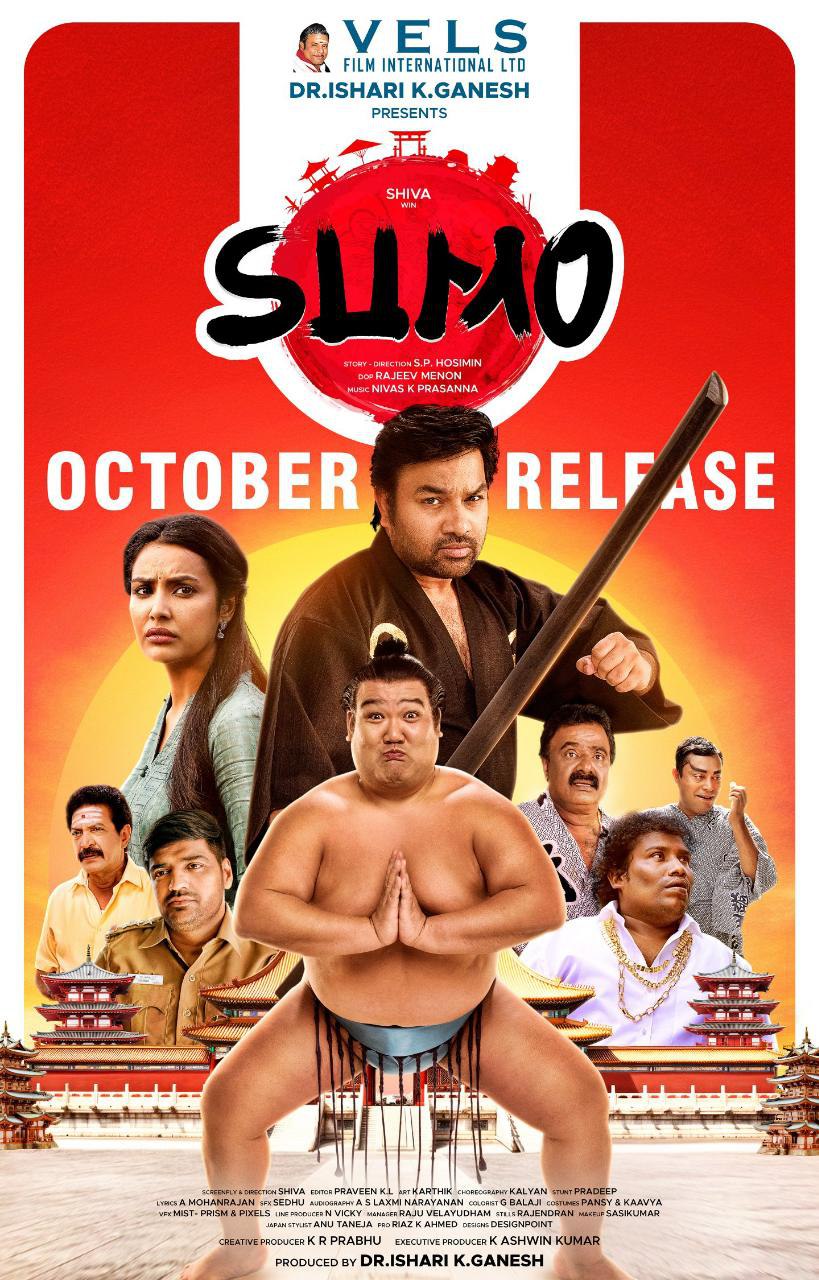 VELS
FILM INTERNATIONAL LTD
DR.ISHARI K.GANESH
PRESENTS
SHIVA
WIN
SUMO
STORY - DIRECTION S.P. HOSIMIN
DOP RAJEEV MENON
MUSIC NIVAS K PRASANNA
OCTOBER RELEASE
SCREENPLY & DIRECTION SHIVA EDITOR PRAVEEN K.L ART KARTHIK CHOREOGRAPHY KALYAN STUNT PRADEEP
LYRICS A MOHANRAJAN SFX SEDHU AUDIOGRAPHY A S LAXMI NARAYANAN COLORIST G BALAJI COSTUMES PANSY & KAAVYA
VFX MIST- PRISM & PIXELS LINE PRODUCER N VICKY MANAGER RAJU VELAYUDHAM STILLS RAJENDRAN MAKEUP SASIKUMAR
JAPAN STYLIST ANU TANEJA PRO RIAZ K AHMED DESIGNS DESIGNPOINT
CREATIVE PRODUCER K R PRABHU EXECUTIVE PRODUCER K ASHWIN KUMAR
PRODUCED BY DR.ISHARI K.GANESH